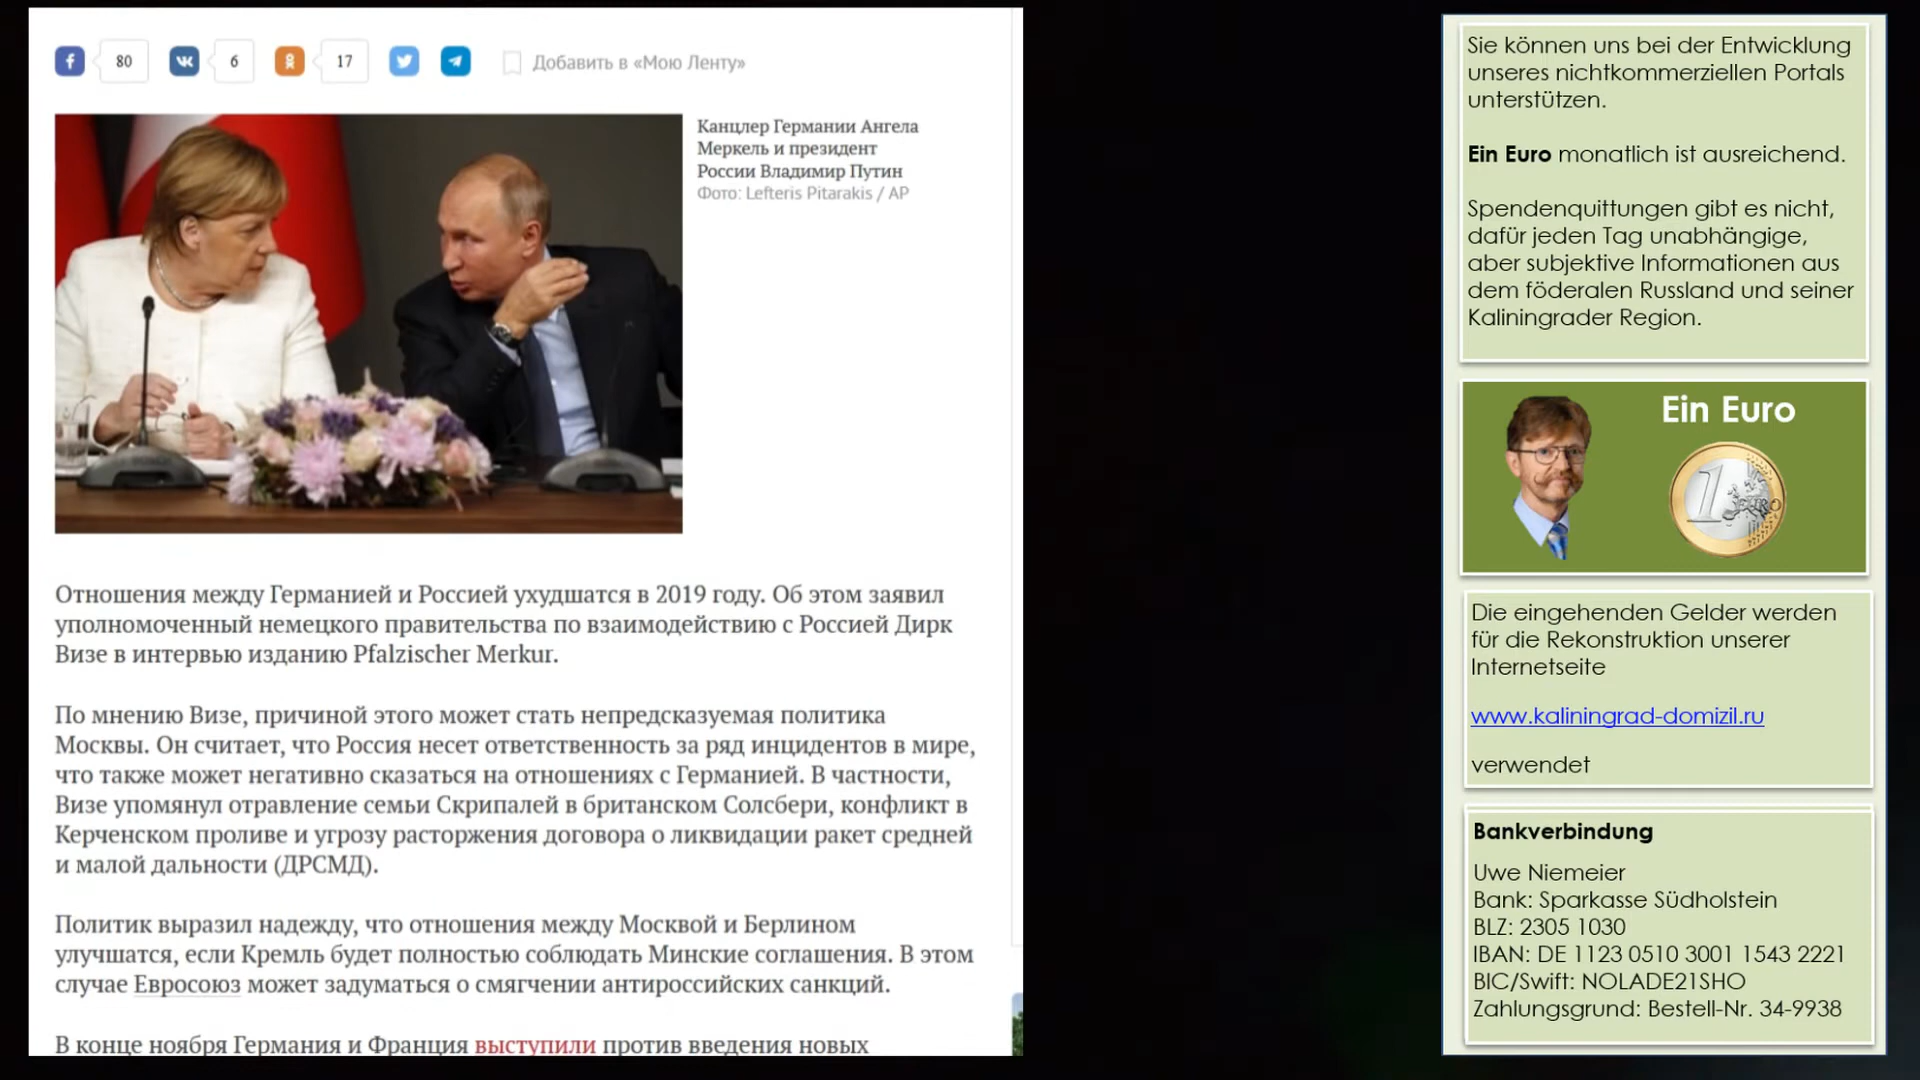 80
6
17
Добавить в «Мою Ленту»
Канцлер Германии Ангела
Меркель и президент
России Владимир Путин
Фото: Lefteris Pitarakis / AP
Отношения между Германией и Россией ухудшатся в 2019 году. Об этом заявил
уполномоченный немецкого правительства по взаимодействию с Россией Дирк
Визе в интервью изданию Pfalzischer Merkur.
По мнению Визе, причиной этого может стать непредсказуемая политика
Москвы. Он считает, что Россия несет ответственность за ряд инцидентов в мире,
что также может негативно сказаться на отношениях с Германией. В частности,
Визе упомянул отравление семьи Скрипалей в британском Солсбери, конфликт в
Керченском проливе и угрозу расторжения договора о ликвидации ракет средней
и малой дальности (ДРСМД).
Политик выразил надежду, что отношения между Москвой и Берлином
улучшатся, если Кремль будет полностью соблюдать Минские соглашения. В этом
случае Евросоюз может задуматься о смягчении антироссийских санкций.
В конце ноября Германия и Франция выступили против введения новых
Sie können uns bei der Entwicklung
unseres nichtkommerziellen Portals
unterstützen.
Ein Euro monatlich ist ausreichend.
Spendenquittungen gibt es nicht,
dafür jeden Tag unabhängige,
aber subjektive Informationen aus
dem föderalen Russland und seiner
Kaliningrader Region.
Ein Euro
1 EURO
Die eingehenden Gelder werden
für die Rekonstruktion unserer
Internetseite
www.kaliningrad-domizil.ru
verwendet
Bankverbindung
Uwe Niemeier
Bank: Sparkasse Südholstein
BLZ: 2305 1030
IBAN: DE 1123 0510 3001 1543 2221
BIC/Swift: NOLADE21SHO
Zahlungsgrund: Bestell-Nr. 34-9938